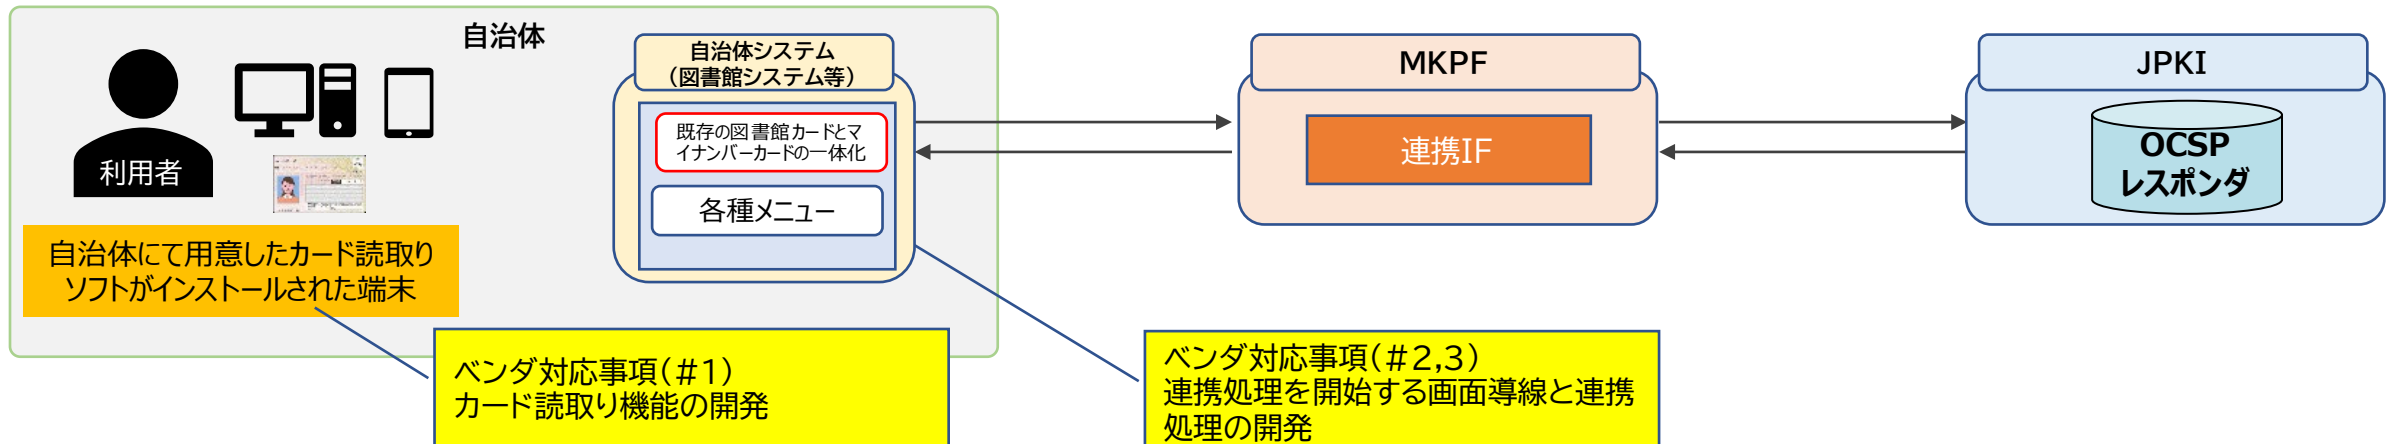 自治体
利用者
自治体にて用意したカード読取り
ソフトがインストールされた端末
自治体システム
（図書館システム等）
既存の図書館カードとマ
イナンバーカードの一体化
各種メニュー
MKPF
連携IF
JPKI
OCSP
レスポンダ
ベンダ対応事項（＃1）
カード読取り機能の開発
ベンダ対応事項（＃2,3）
連携処理を開始する画面導線と連携
処理の開発